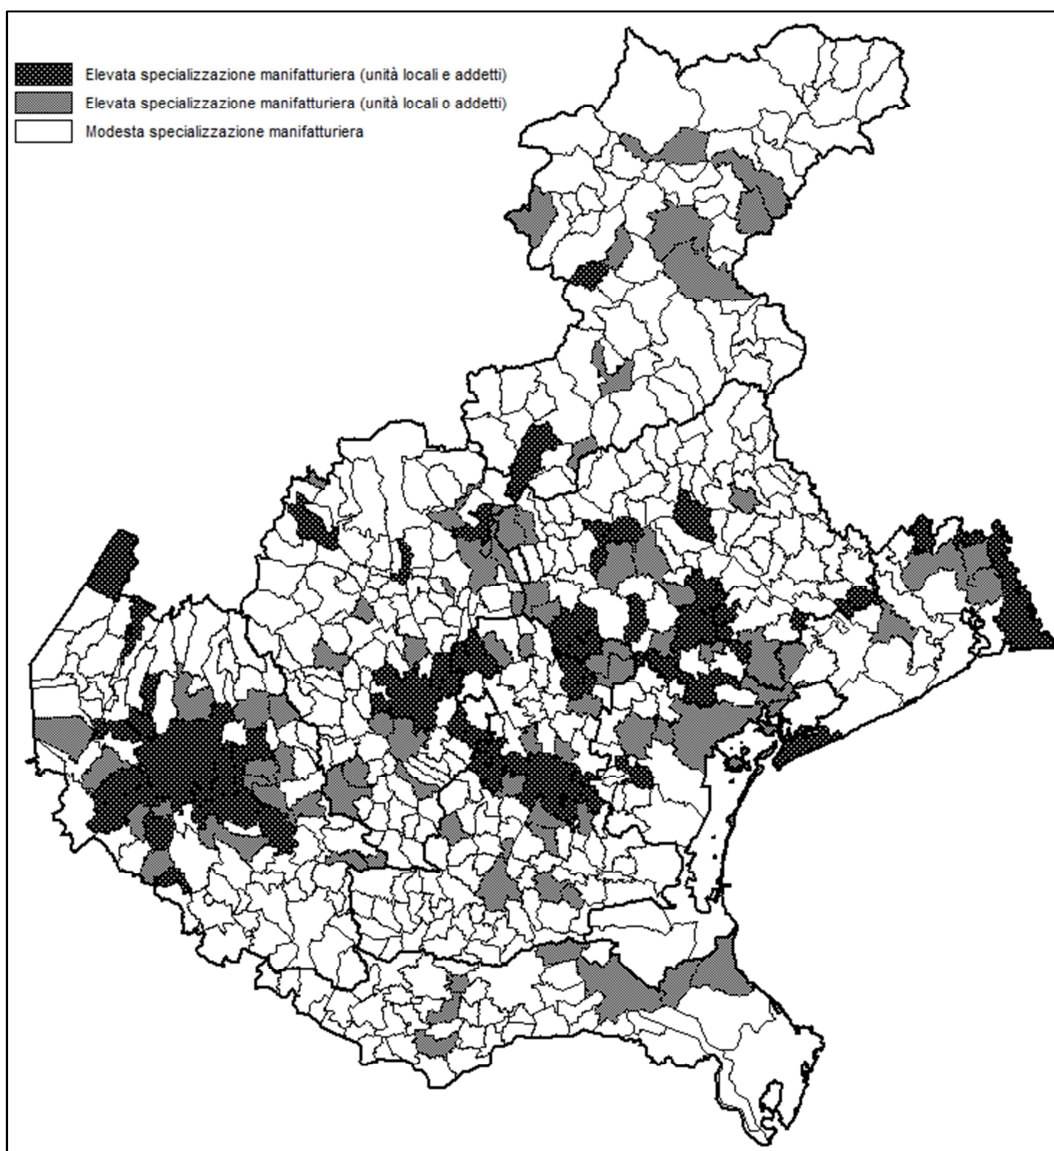 Elevata specializzazione manifatturiera (unità locali e addetti)
Elevata specializzazione manifatturiera (unità locali o addetti)
Modesta specializzazione manifatturiera